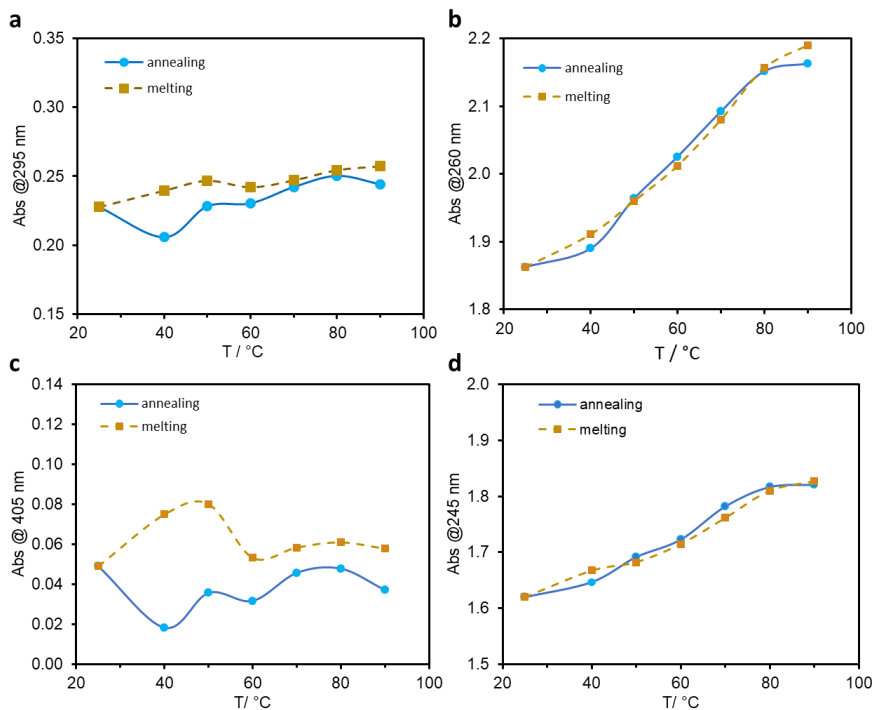 a
0.35
0.30
0.25
0.20
0.15
Abs @295 nm
annealing
melting
20 40 60 80 100
T / °C
b
2.2
2.1
2.0
1.9
1.8
Abs @260 nm
annealing
melting
20 40 60 80 100
T / °C
c
0.14
0.12
0.10
0.08
0.06
0.04
0.02
0.00
Abs @ 405 nm
annealing
melting
20 40 60 80 100
T/ °C
d
2.0
1.9
1.8
1.7
1.6
1.5
Abs @245 nm
annealing
melting
20 40 60 80 100
T/ °C